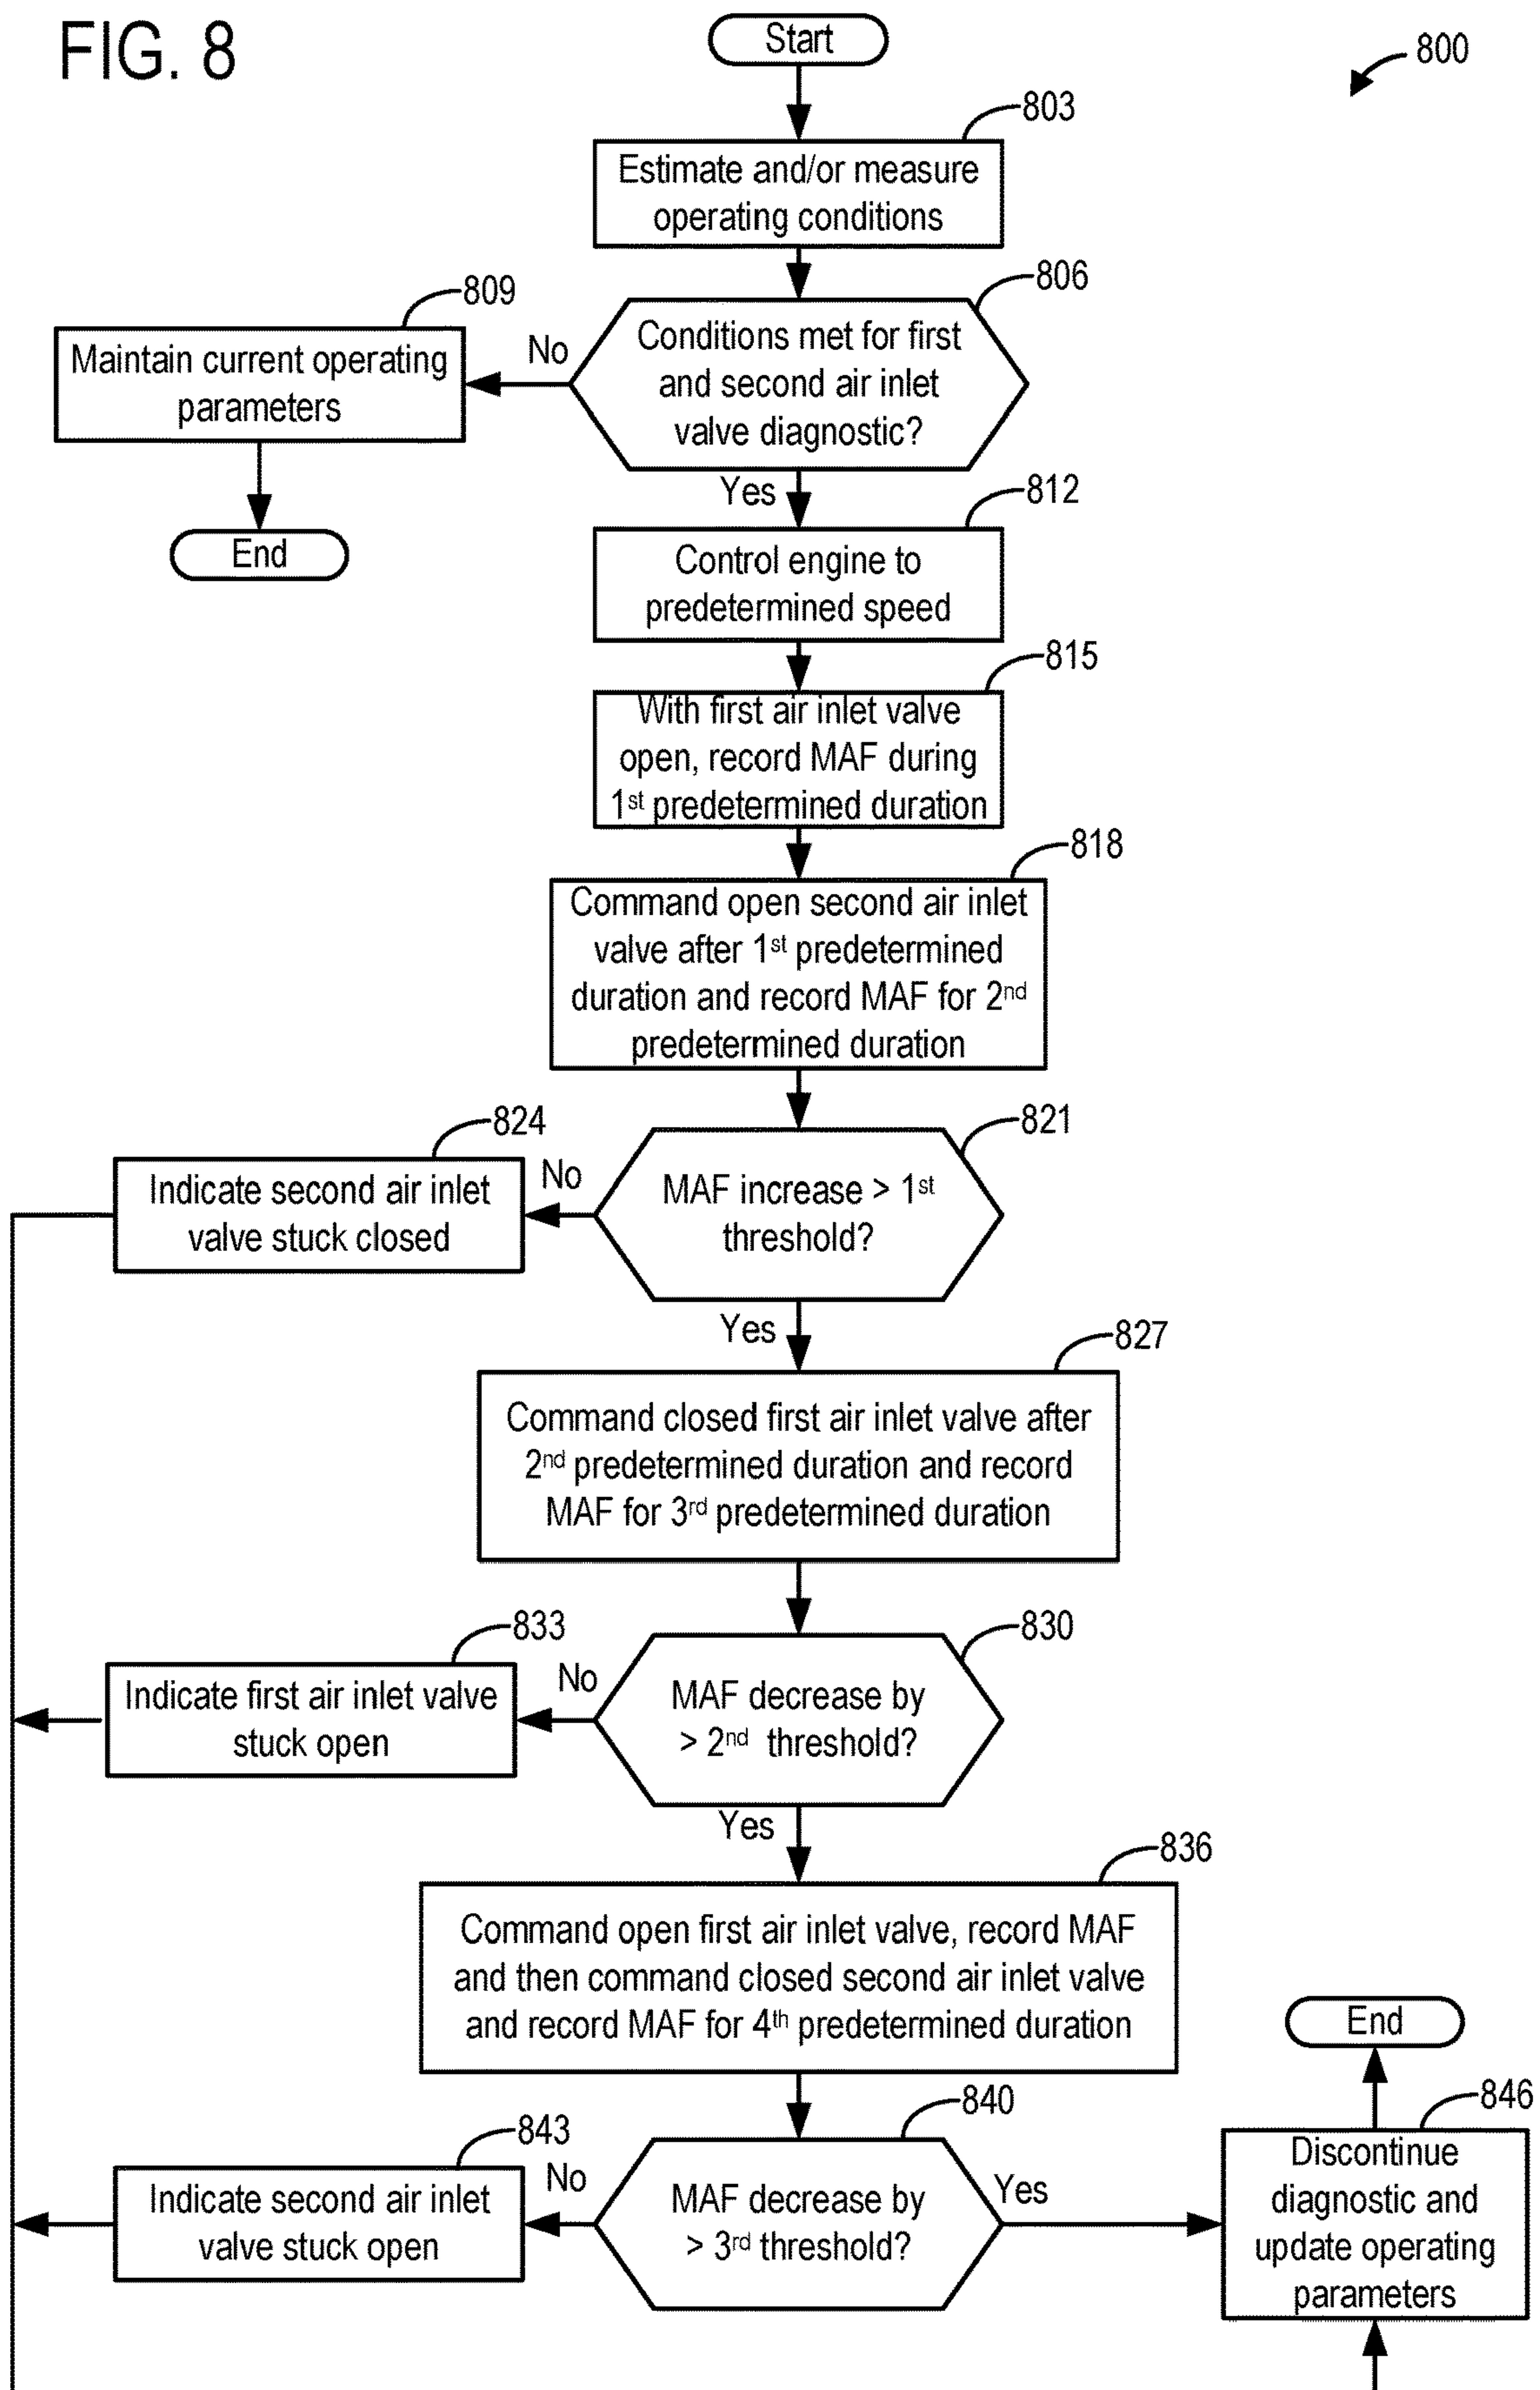 FIG. 8
Start
800
803
Estimate and/or measure
operating conditions
806
Conditions met for first
and second air inlet
valve diagnostic?
No
809
Maintain current operating
parameters
End
Yes
812
Control engine to
predetermined speed
815
With first air inlet valve
open, record MAF during
1st predetermined duration
818
Command open second air inlet
valve after 1st predetermined
duration and record MAF for 2nd
predetermined duration
821
MAF increase > 1st
threshold?
No
824
Indicate second air inlet
valve stuck closed
Yes
827
Command closed first air inlet valve after
2nd predetermined duration and record
MAF for 3rd predetermined duration
830
MAF decrease by
> 2nd threshold?
No
833
Indicate first air inlet valve
stuck open
Yes
836
Command open first air inlet valve, record MAF
and then command closed second air inlet valve
and record MAF for 4th predetermined duration
840
MAF decrease by
> 3rd threshold?
No
843
Indicate second air inlet
valve stuck open
Yes
846
Discontinue
diagnostic and
update operating
parameters
End